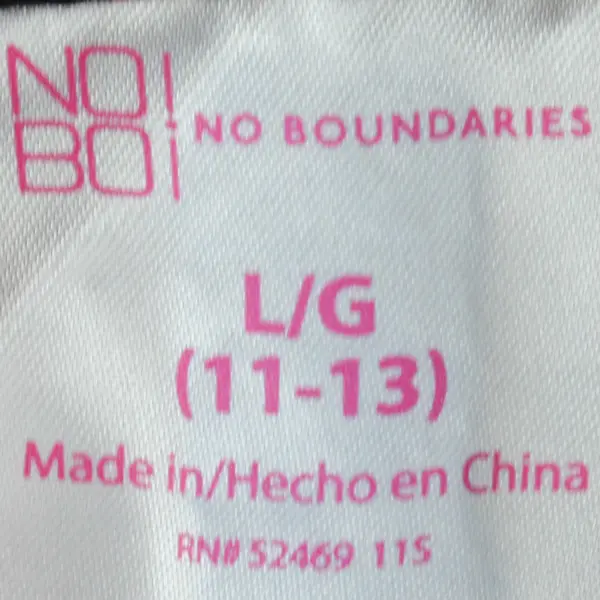 NO
BO
NO BOUNDARIES
L/G
(11-13)
Made in/Hecho en China
RN# 52469 11S